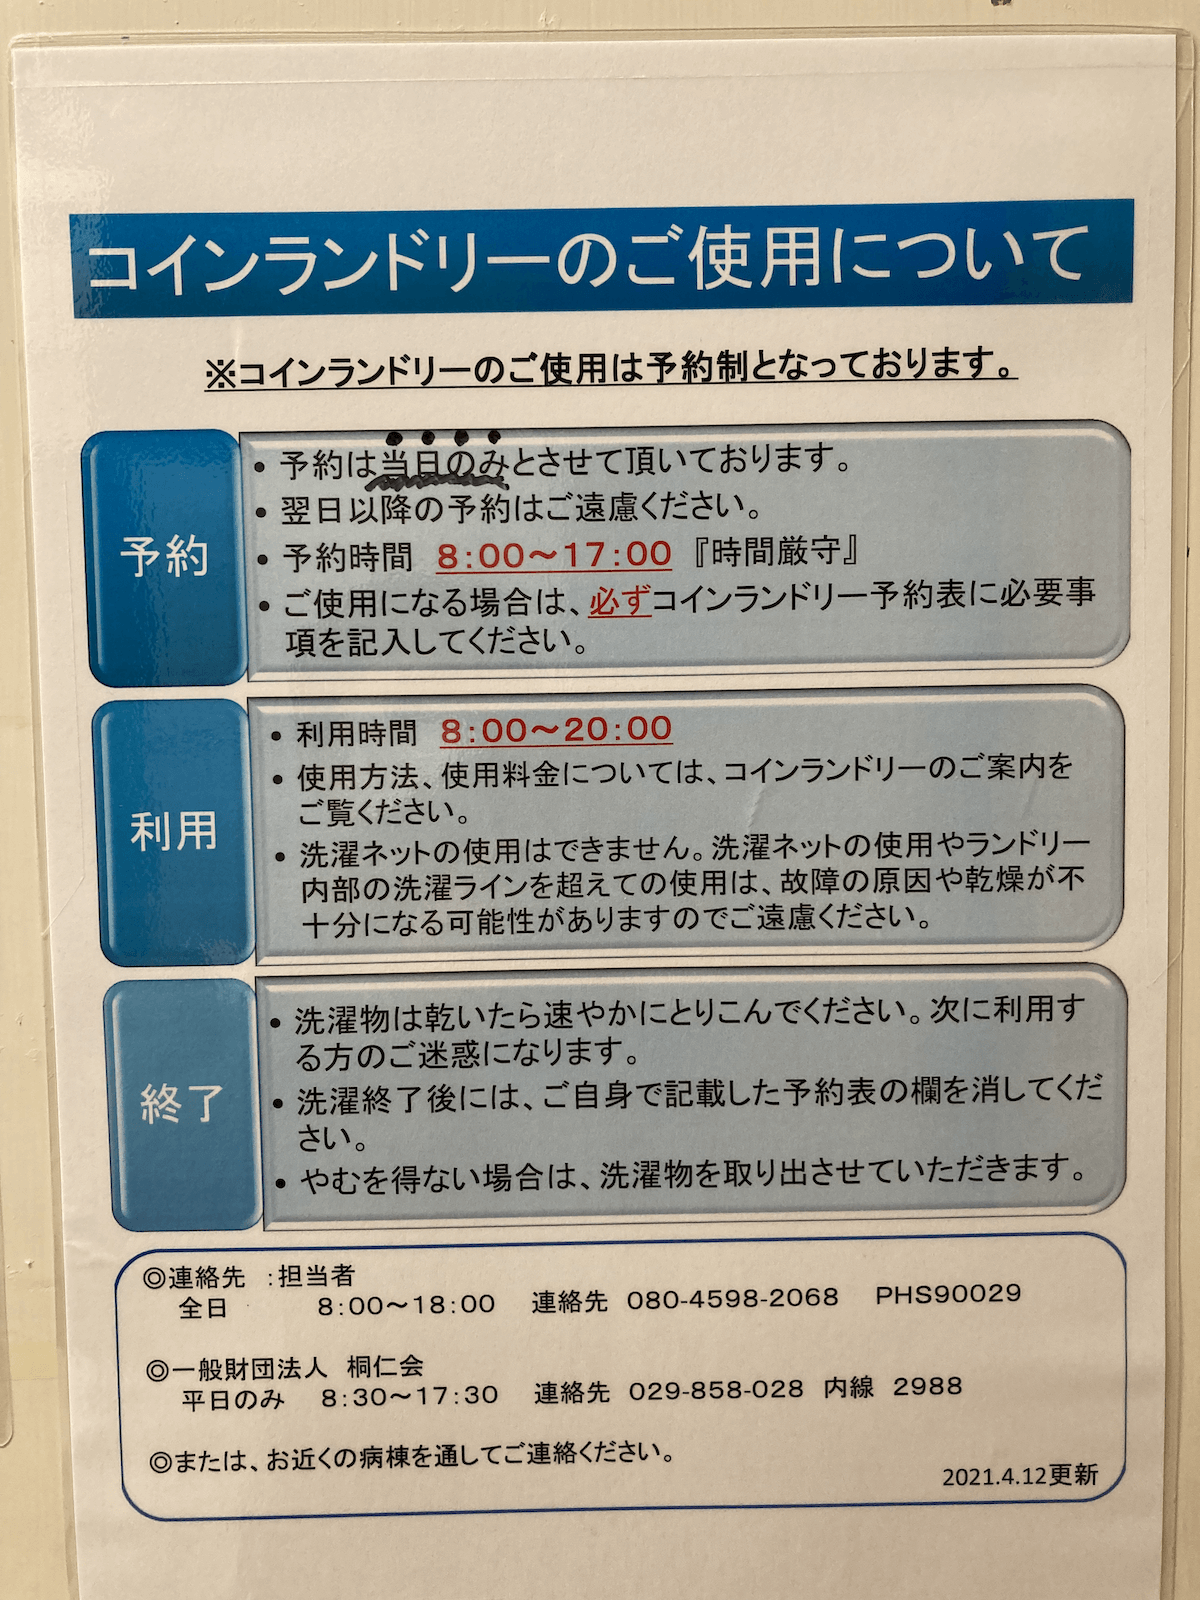 コインランドリーのご使用について
※コインランドリーのご使用は予約制となっております。
予約
• 予約は当日のみとさせて頂いております。
• 翌日以降の予約はご遠慮ください。
• 予約時間 8:00～17:00 『時間厳守』
• ご使用になる場合は、必ずコインランドリー予約表に必要事
項を記入してください。
利用
• 利用時間 8:00～20:00
• 使用方法、使用料金については、コインランドリーのご案内を
ご覧ください。
• 洗濯ネットの使用はできません。洗濯ネットの使用やランドリー
内部の洗濯ラインを超えての使用は、故障の原因や乾燥が不
十分になる可能性がありますのでご遠慮ください。
終了
• 洗濯物は乾いたら速やかにとりこんでください。次に利用す
る方のご迷惑になります。
• 洗濯終了後には、ご自身で記載した予約表の欄を消してくだ
さい。
• やむを得ない場合は、洗濯物を取り出させていただきます。
◎連絡先 :担当者
全日 8:00～18:00 連絡先 080-4598-2068 PHS90029
◎一般財団法人 桐仁会
平日のみ 8:30～17:30 連絡先 029-858-028 内線 2988
◎または、お近くの病棟を通してご連絡ください。
2021.4.12更新